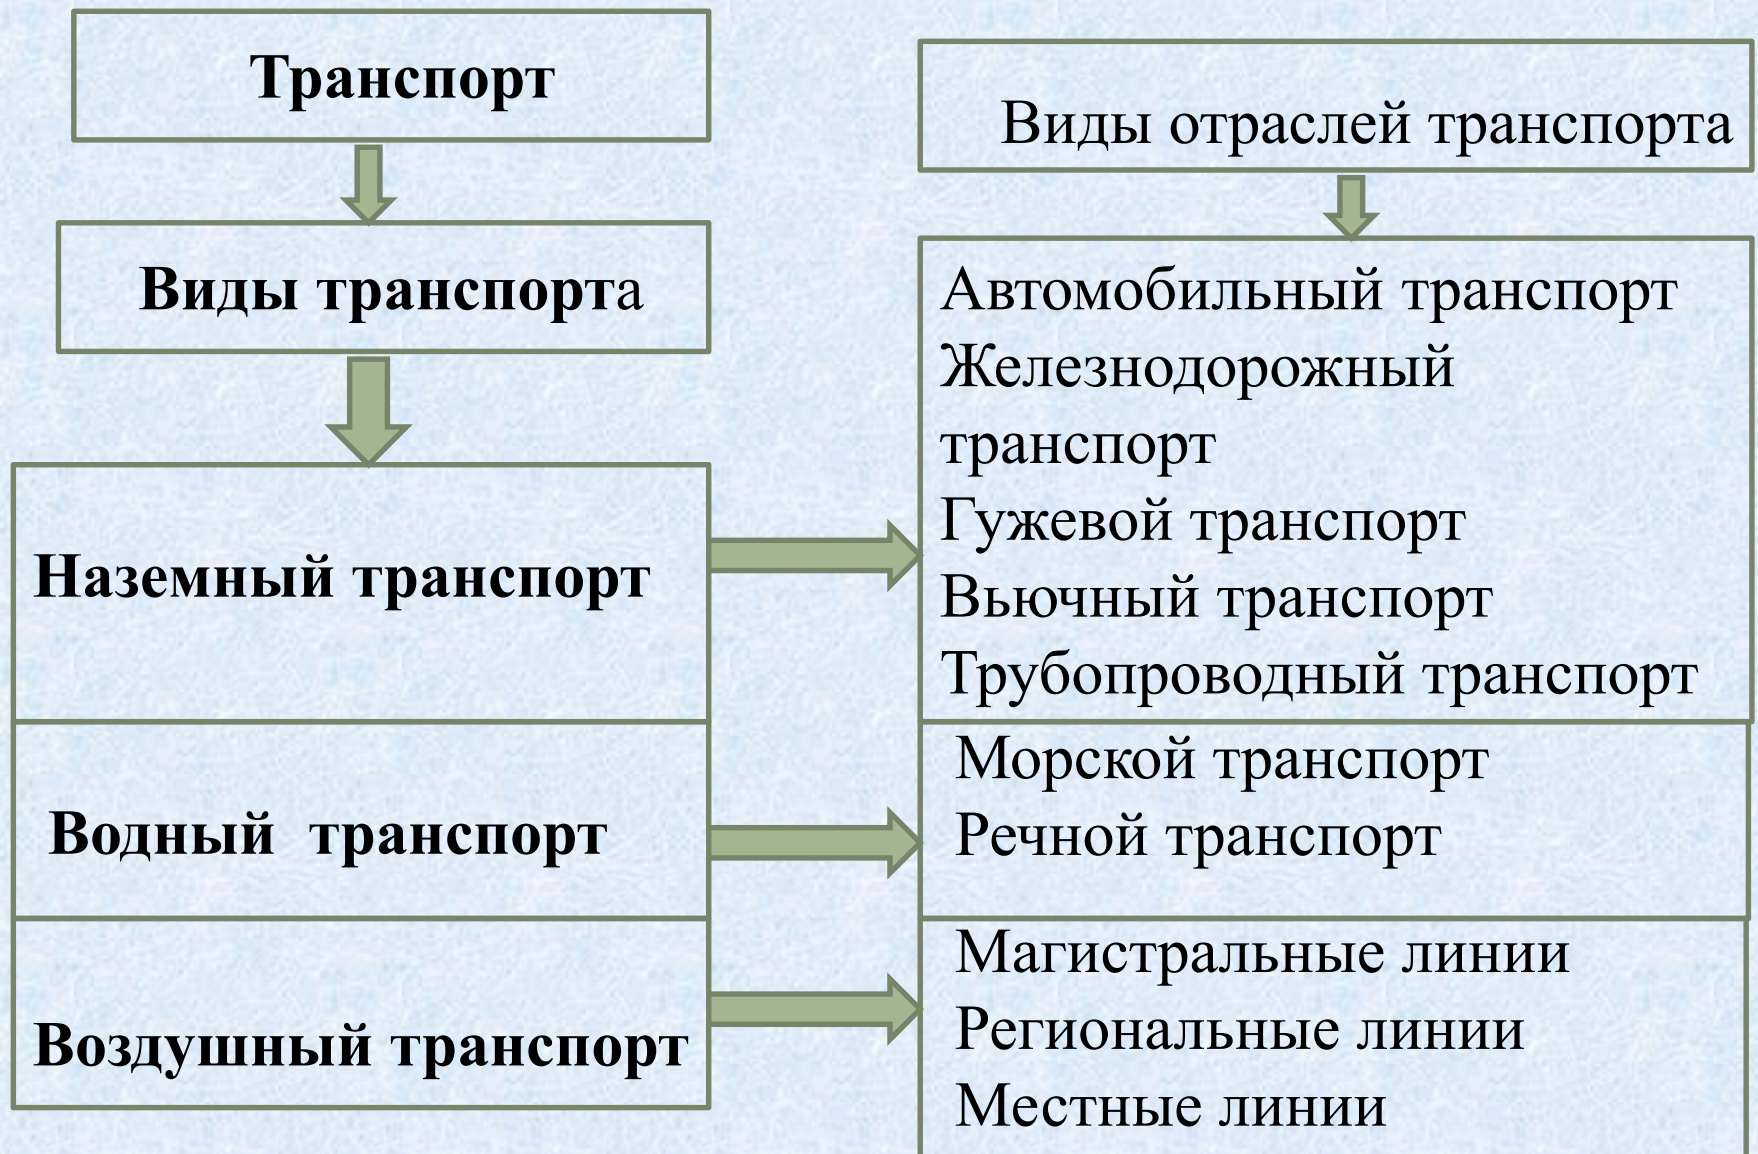 Транспорт
Виды транспорта
Наземный транспорт
Водный транспорт
Воздушный транспорт
Виды отраслей транспорта
Автомобильный транспорт
Железнодорожный
транспорт
Гужевой транспорт
Вьючный транспорт
Трубопроводный транспорт
Морской транспорт
Речной транспорт
Магистральные линии
Региональные линии
Местные линии